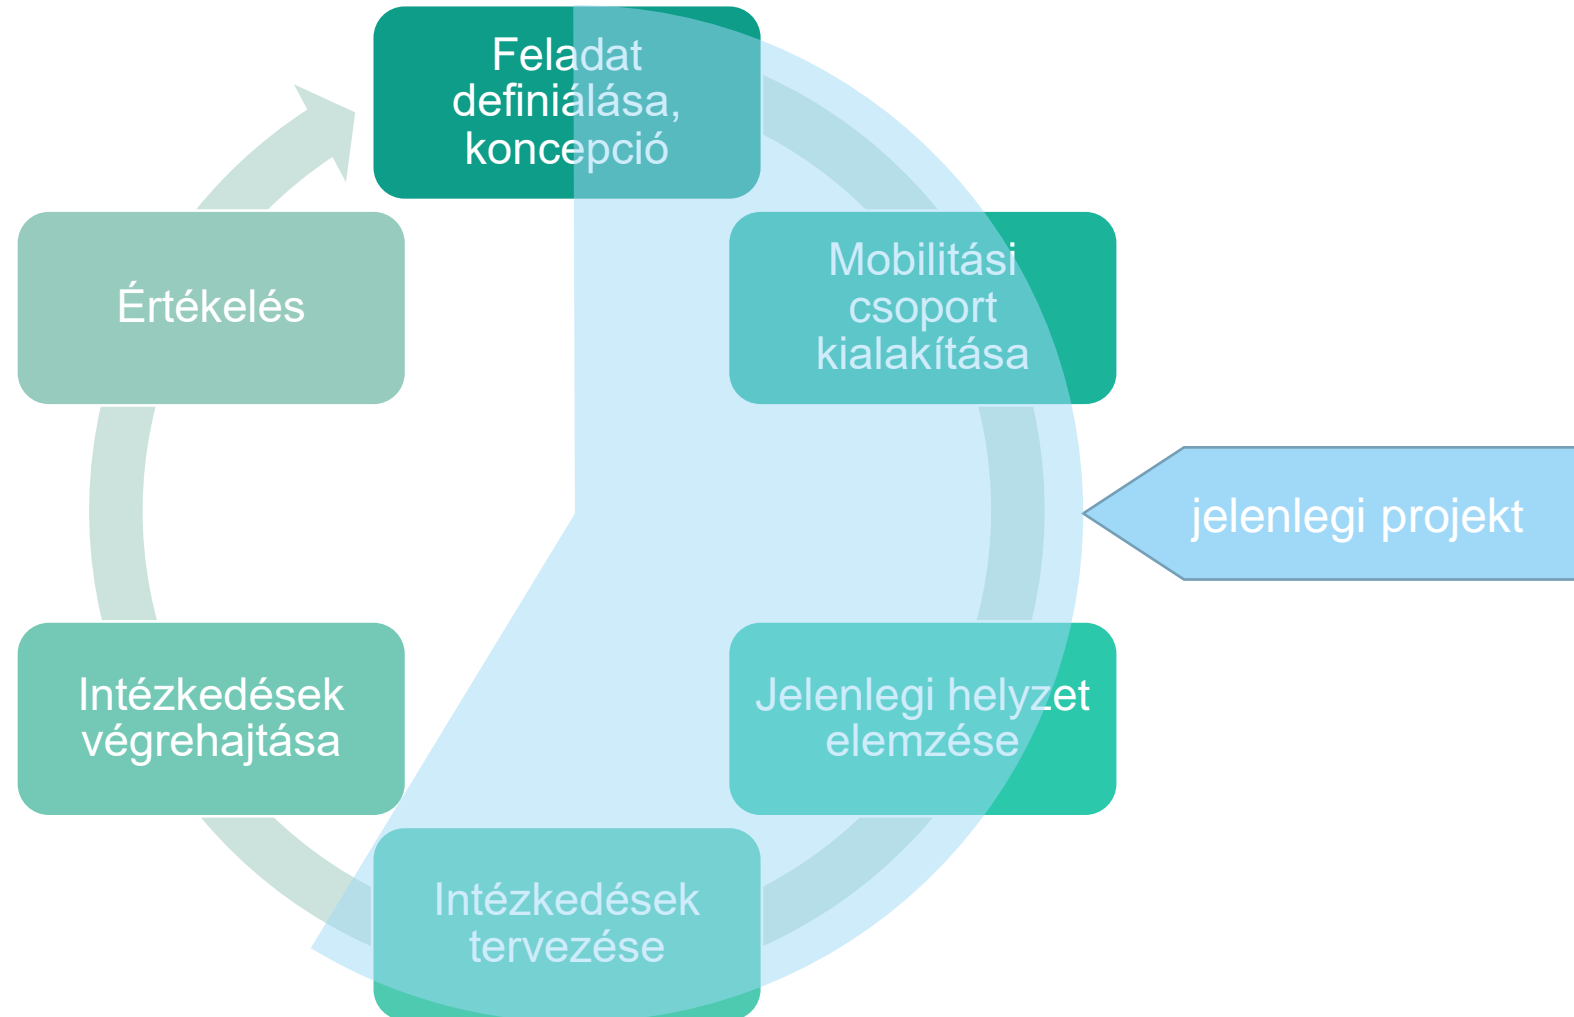 Feladat
definiálása,
koncepció
Mobilitási
csoport
kialakítása
jelenlegi projekt
Jelenlegi helyzet
elemzése
Intézkedések
tervezése
Intézkedések
végrehajtása
Értékelés